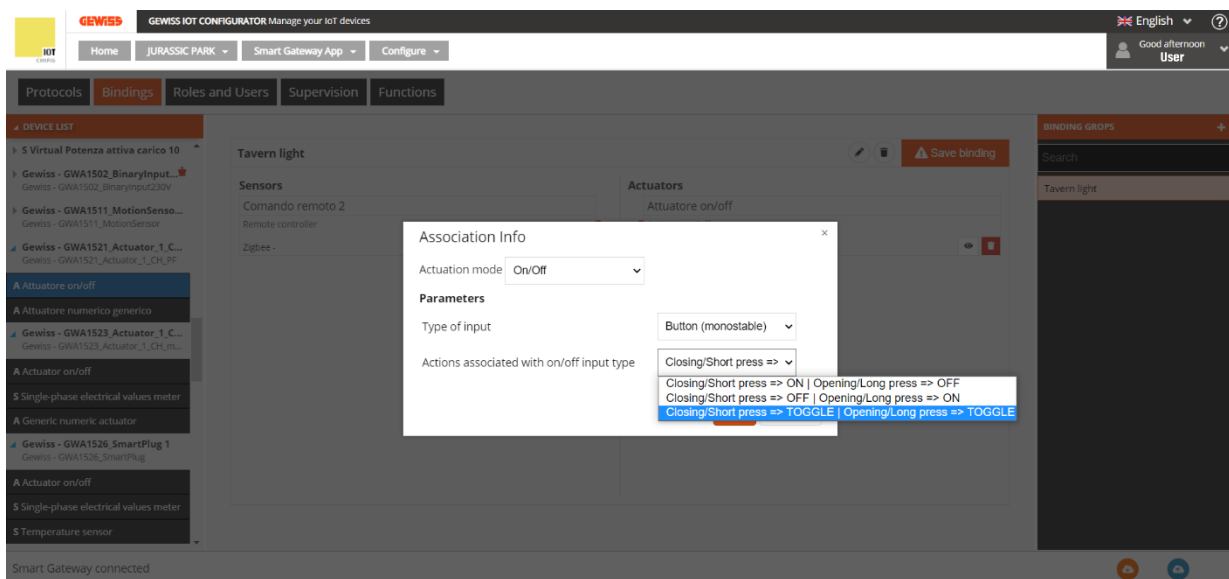 GEWISS
GEWISS IOT CONFIGURATOR Manage your IoT devices
English
?
IOT
Home
JURASSIC PARK
Smart Gateway App
Configure
Good afternoon
User
Protocols
Bindings
Roles and Users
Supervision
Functions
DEVICE LIST
S Virtual Potenza attiva carico 10
Gewiss - GWA1502_BinaryInput...
Gewiss - GWA1502_BinaryInput230V
Gewiss - GWA1511_MotionSenso...
Gewiss - GWA1511_MotionSensor
Gewiss - GWA1521_Actuator_1_C...
Gewiss - GWA1521_Actuator_1_CH_PF
A Attuatore on/off
A Attuatore numerico generico
Gewiss - GWA1523_Actuator_1_C...
Gewiss - GWA1523_Actuator_1_CH_m...
A Actuator on/off
S Single-phase electrical values meter
A Generic numeric actuator
Gewiss - GWA1526_SmartPlug 1
Gewiss - GWA1526_SmartPlug
A Actuator on/off
S Single-phase electrical values meter
S Temperature sensor
Tavern light
Save binding
Sensors
Actuators
Comando remoto 2
Attuatore on/off
Remote controller
Zigbee -
Association Info
×
Actuation mode
On/Off
Parameters
Type of input
Button (monostable)
Actions associated with on/off input type
Closing/Short press =>
Closing/Short press => ON | Opening/Long press => OFF
Closing/Short press => OFF | Opening/Long press => ON
Closing/Short press => TOGGLE | Opening/Long press => TOGGLE
BINDING GROPS
+
Search
Tavern light
Smart Gateway connected